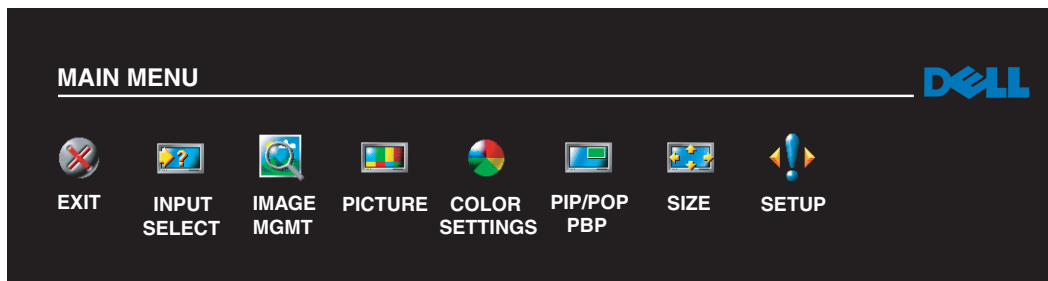 MAIN MENU
DELL
EXIT
INPUT SELECT
IMAGE MGMT
PICTURE
COLOR SETTINGS
PIP/POP PBP
SIZE
SETUP
?